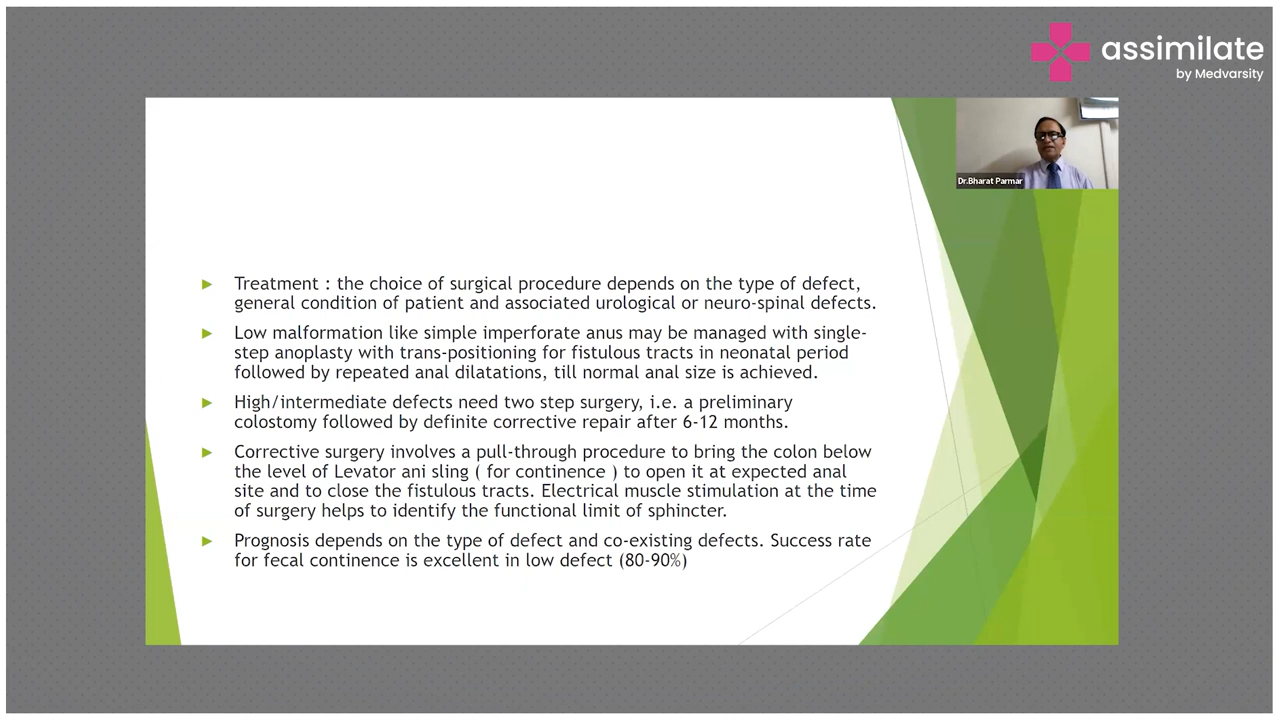 assimilate
by Medvarsity
Dr.Bharat Parmar
Treatment : the choice of surgical procedure depends on the type of defect,
general condition of patient and associated urological or neuro-spinal defects.
Low malformation like simple imperforate anus may be managed with single-
step anoplasty with trans-positioning for fistulous tracts in neonatal period
followed by repeated anal dilatations, till normal anal size is achieved.
High/intermediate defects need two step surgery, i.e. a preliminary
colostomy followed by definite corrective repair after 6-12 months.
Corrective surgery involves a pull-through procedure to bring the colon below
the level of Levator ani sling ( for continence ) to open it at expected anal
site and to close the fistulous tracts. Electrical muscle stimulation at the time
of surgery helps to identify the functional limit of sphincter.
Prognosis depends on the type of defect and co-existing defects. Success rate
for fecal continence is excellent in low defect (80-90%)